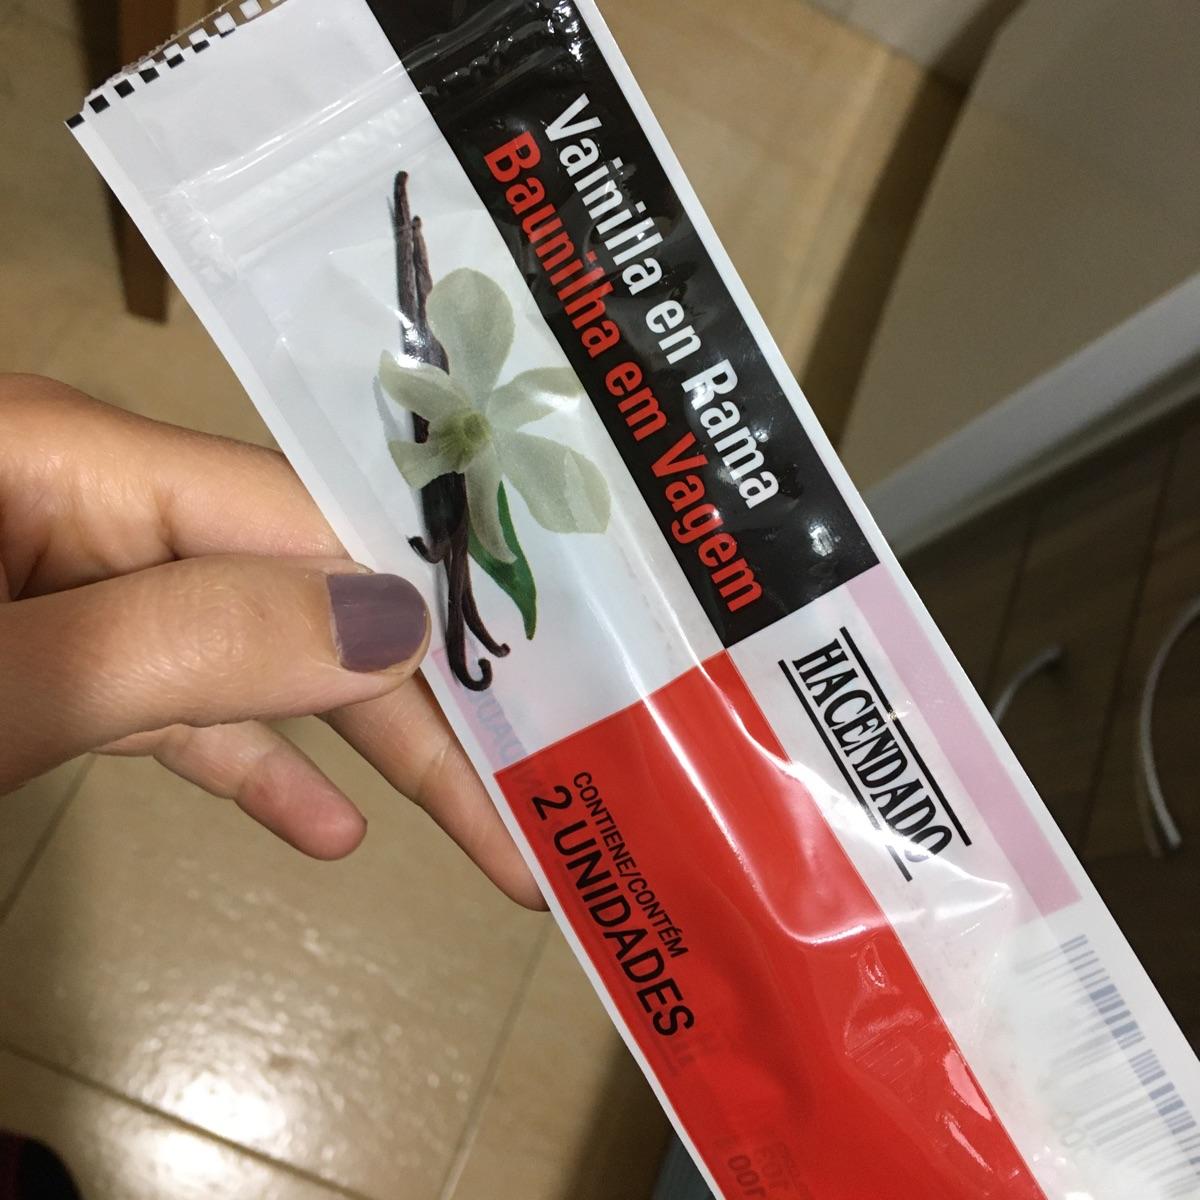 Vainilla en Rama
Baunilha em Vagem
HACENDADO
CONTIENE/CONTÉM
2 UNIDADES